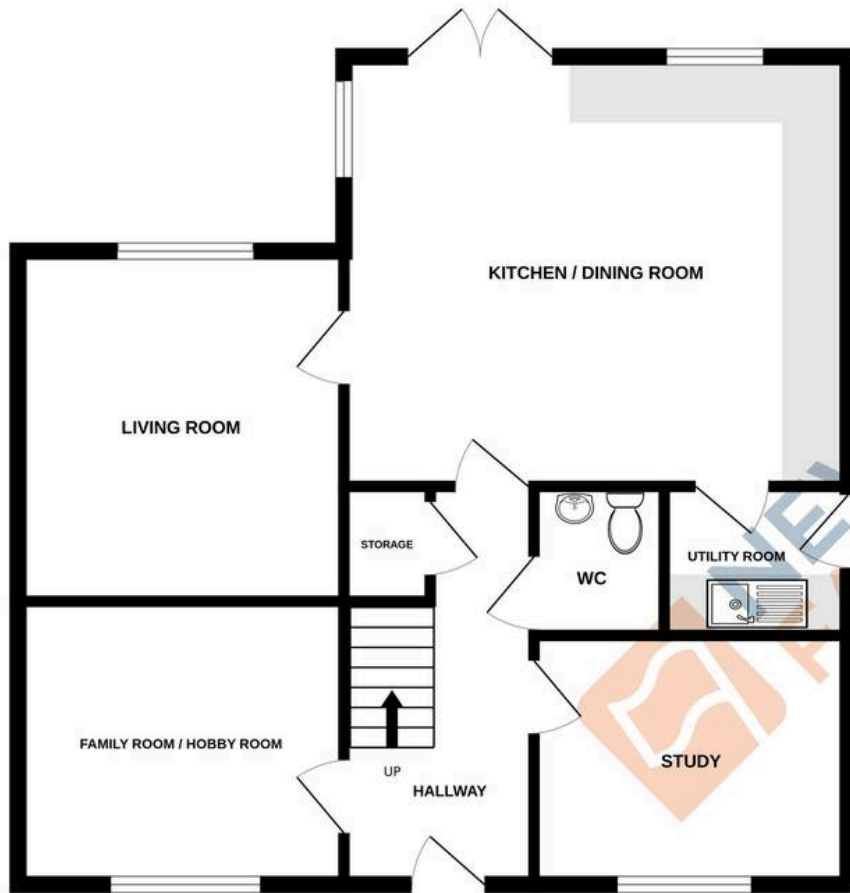 KITCHEN / DINING ROOM
LIVING ROOM
STORAGE
WC
UTILITY ROOM
FAMILY ROOM / HOBBY ROOM
UP
HALLWAY
STUDY